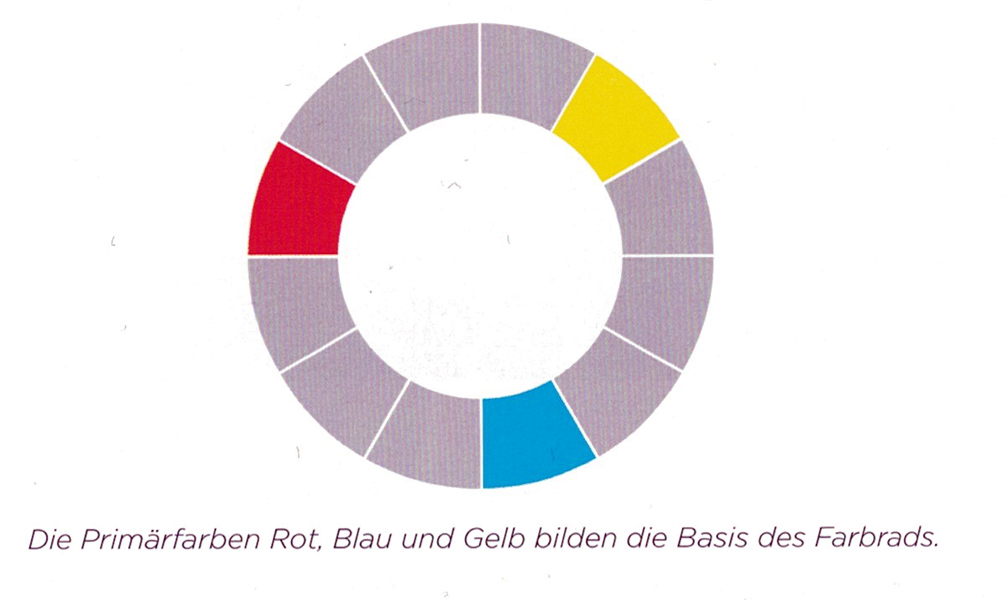 Die Primärfarben Rot, Blau und Gelb bilden die Basis des Farbrads.